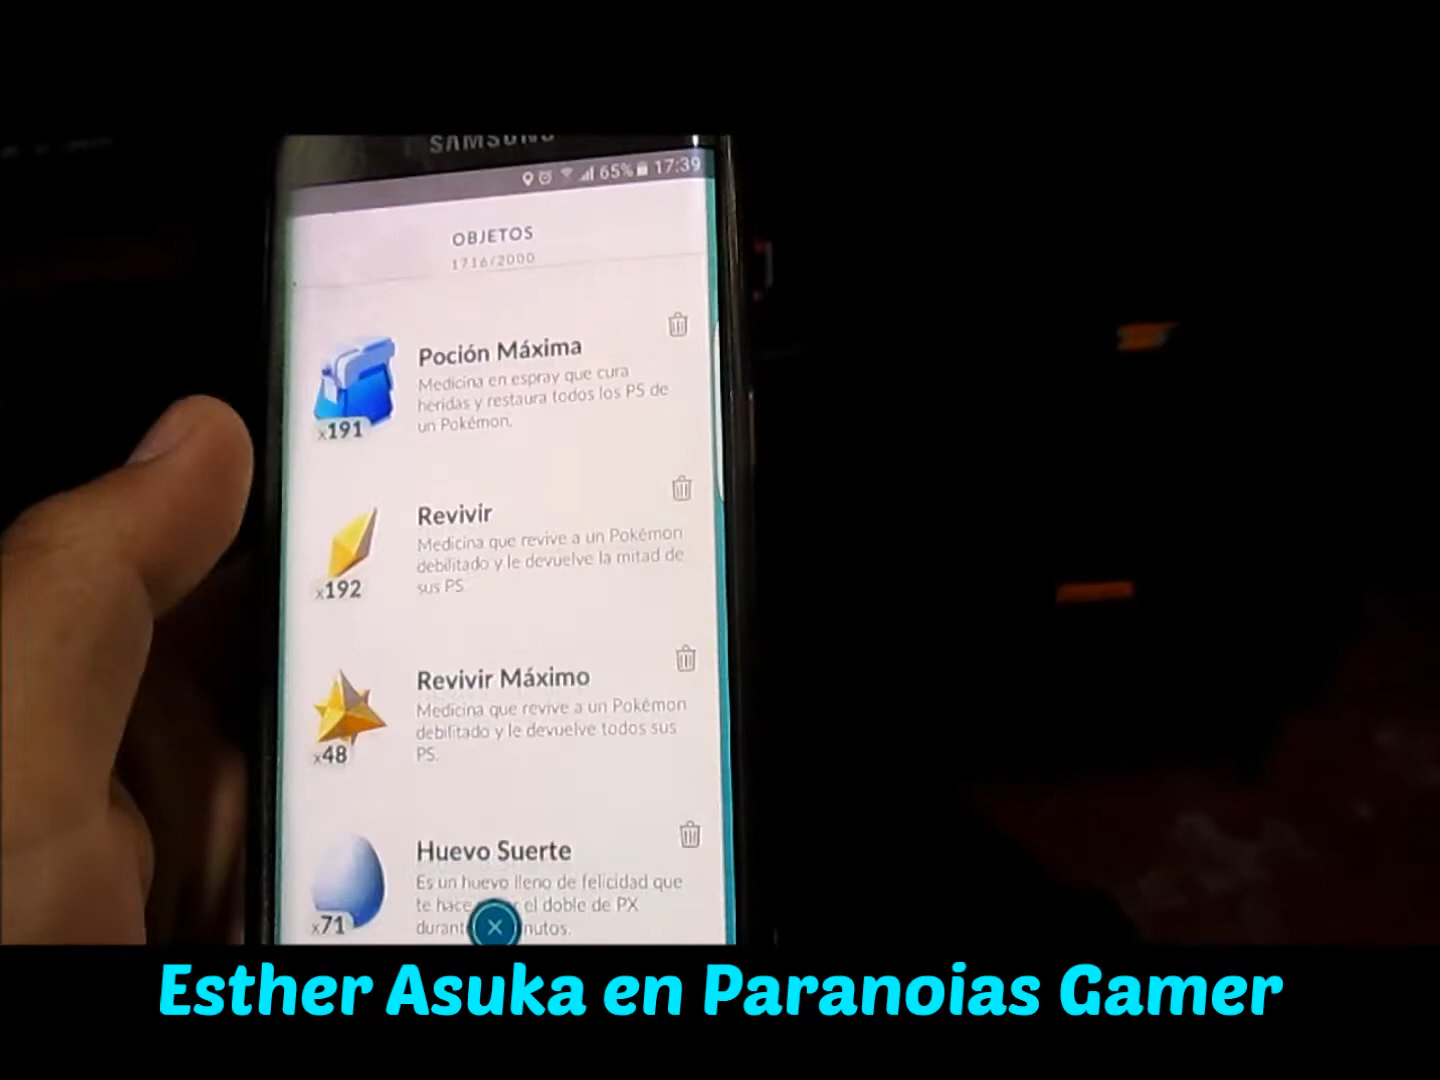 SAMSUNG
65% 17:39
OBJETOS
1716/2000
Poción Máxima
Medicina en espray que cura
heridas y restaura todos los PS de
un Pokémon.
x191
Revivir
Medicina que revive a un Pokémon
debilitado y le devuelve la mitad de
sus PS
x192
Revivir Máximo
Medicina que revive a un Pokémon
debilitado y le devuelve todos sus
PS.
x48
Huevo Suerte
Es un huevo lleno de felicidad que
te hace el doble de PX
x71
Esther Asuka en Paranoias Gamer